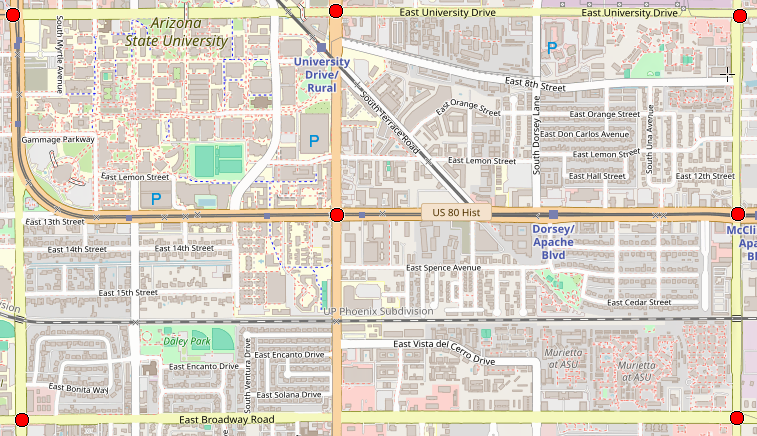 East University Drive
East University Drive
Arizona
State University
South Myrtle Avenue
University
Drive/
Rural
P
East 8th Street
P
South Terrace Road
East Orange Street
South Dorsey Lane
East Orange Street
South Una Avenue
Gammage Parkway
East Don Carlos Avenue
East Lemon Street
East Lemon Street
East Lemon Street
East Hall Street
East 12th Street
P
US 80 Hist
East 13th Street
Dorsey/
Apache
Blvd
East 14th Street
East 14th Street
East Spence Avenue
East 15th Street
East Cedar Street
UP Phoenix Subdivision
Daley Park
South Ventura Drive
East Vista del Cerro Drive
East Encanto Drive
East Encanto Drive
Murietta
at ASU
Murietta
at ASU
East Bonita Way
East Solana Drive
East Broadway Road